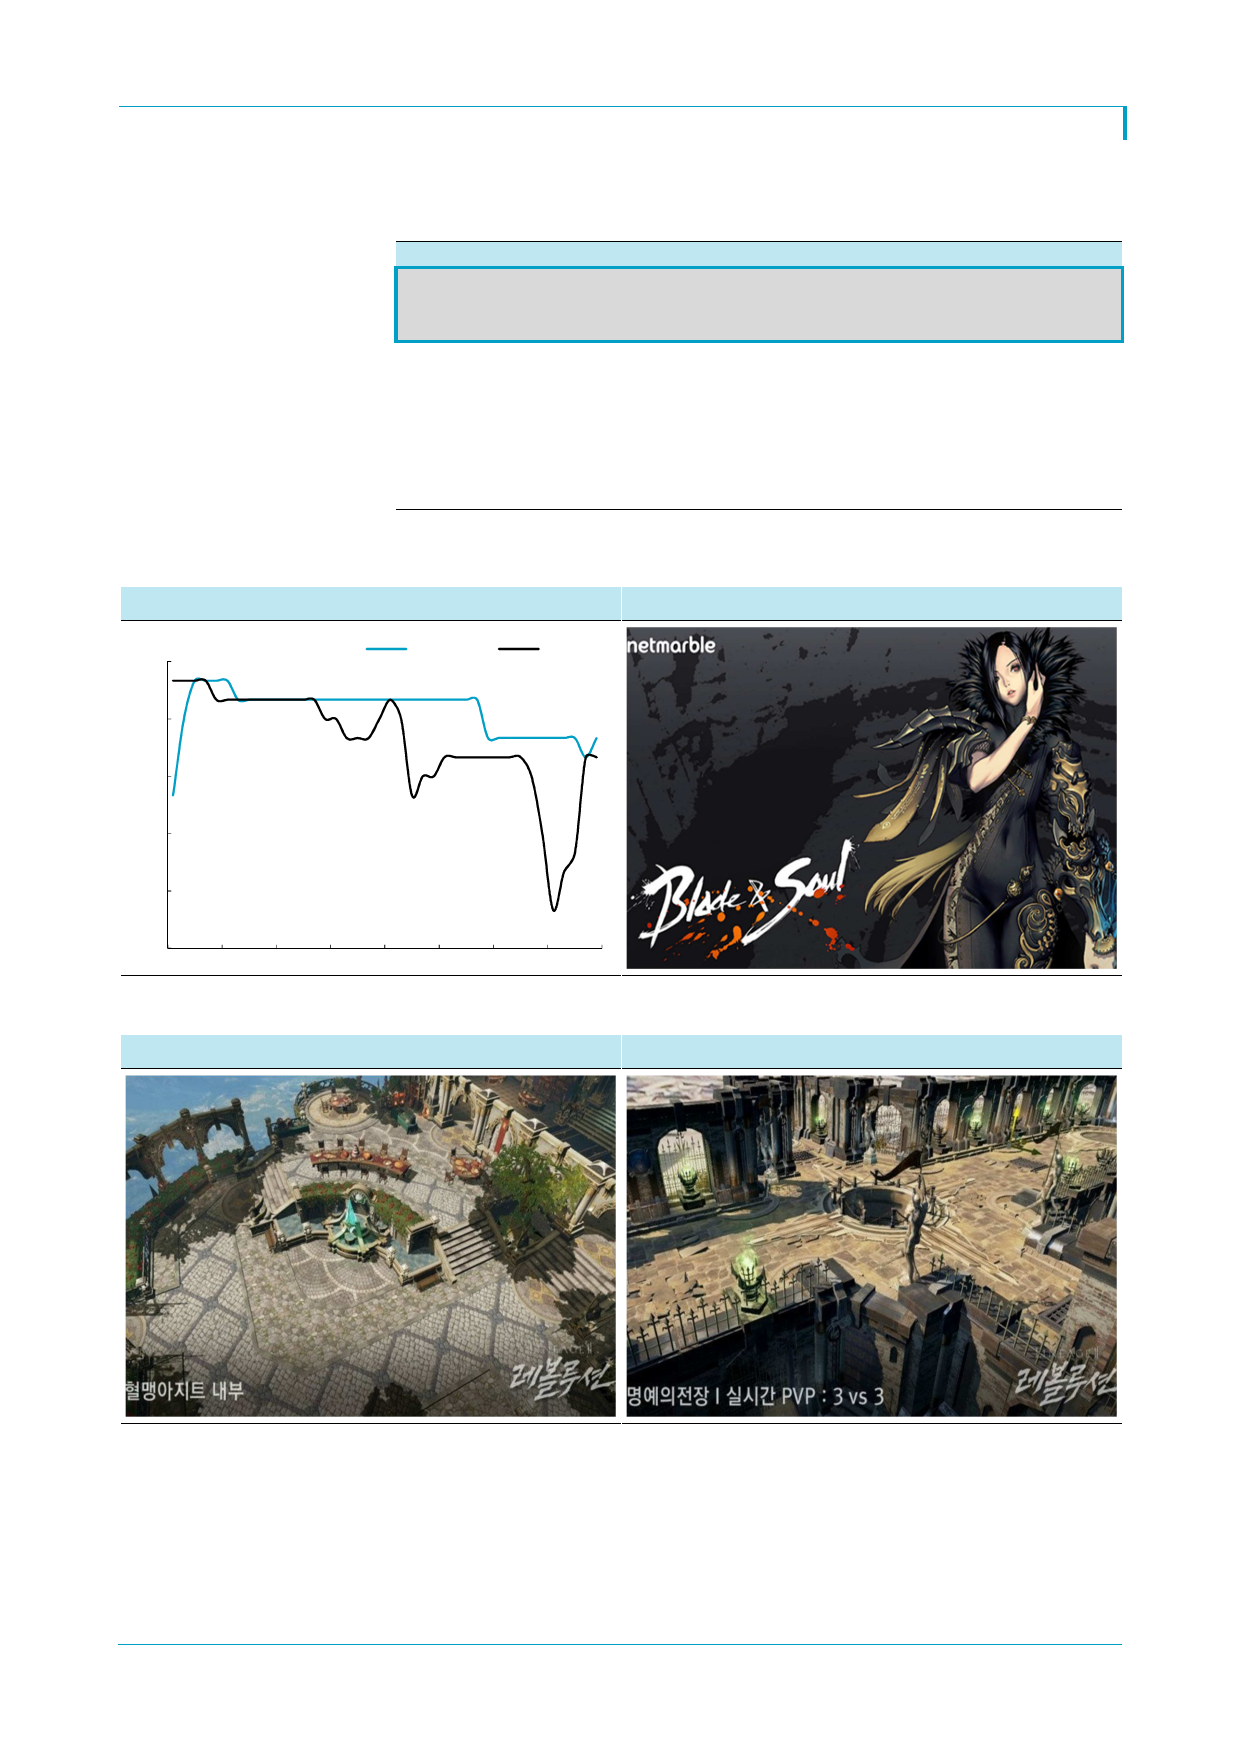 netmarble
Blade & Soul
혈맹아지트 내부
레볼루션
명예의전장 I 실시간 PVP : 3 vs 3
레볼루션